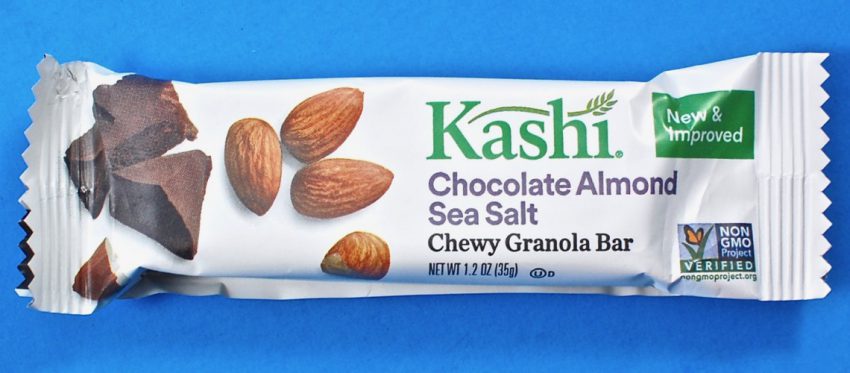 Kashi®
New &
Improved
Chocolate Almond
Sea Salt
Chewy Granola Bar
NET WT 1.2 OZ (35g) U D
NON
GMO
Project
VERIFIED
nongmoproject.org